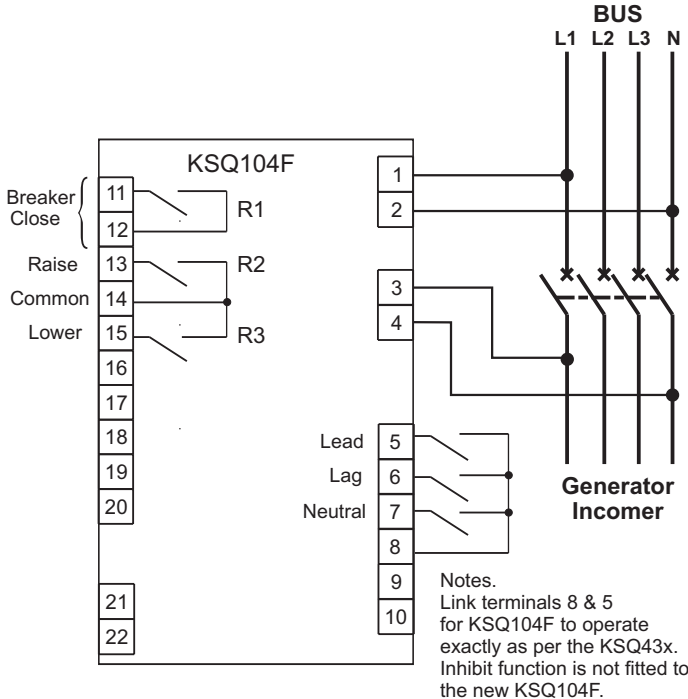 BUS
L1 L2 L3 N
KSQ104F
Breaker
Close
11
12
R1
Raise
13
R2
Common
14
Lower
15
R3
16
17
18
19
20
21
22
1
2
3
4
Lead
5
Lag
6
Neutral
7
8
9
10
Generator
Incomer
Notes.
Link terminals 8 & 5
for KSQ104F to operate
exactly as per the KSQ43x.
Inhibit function is not fitted to
the new KSQ104F.